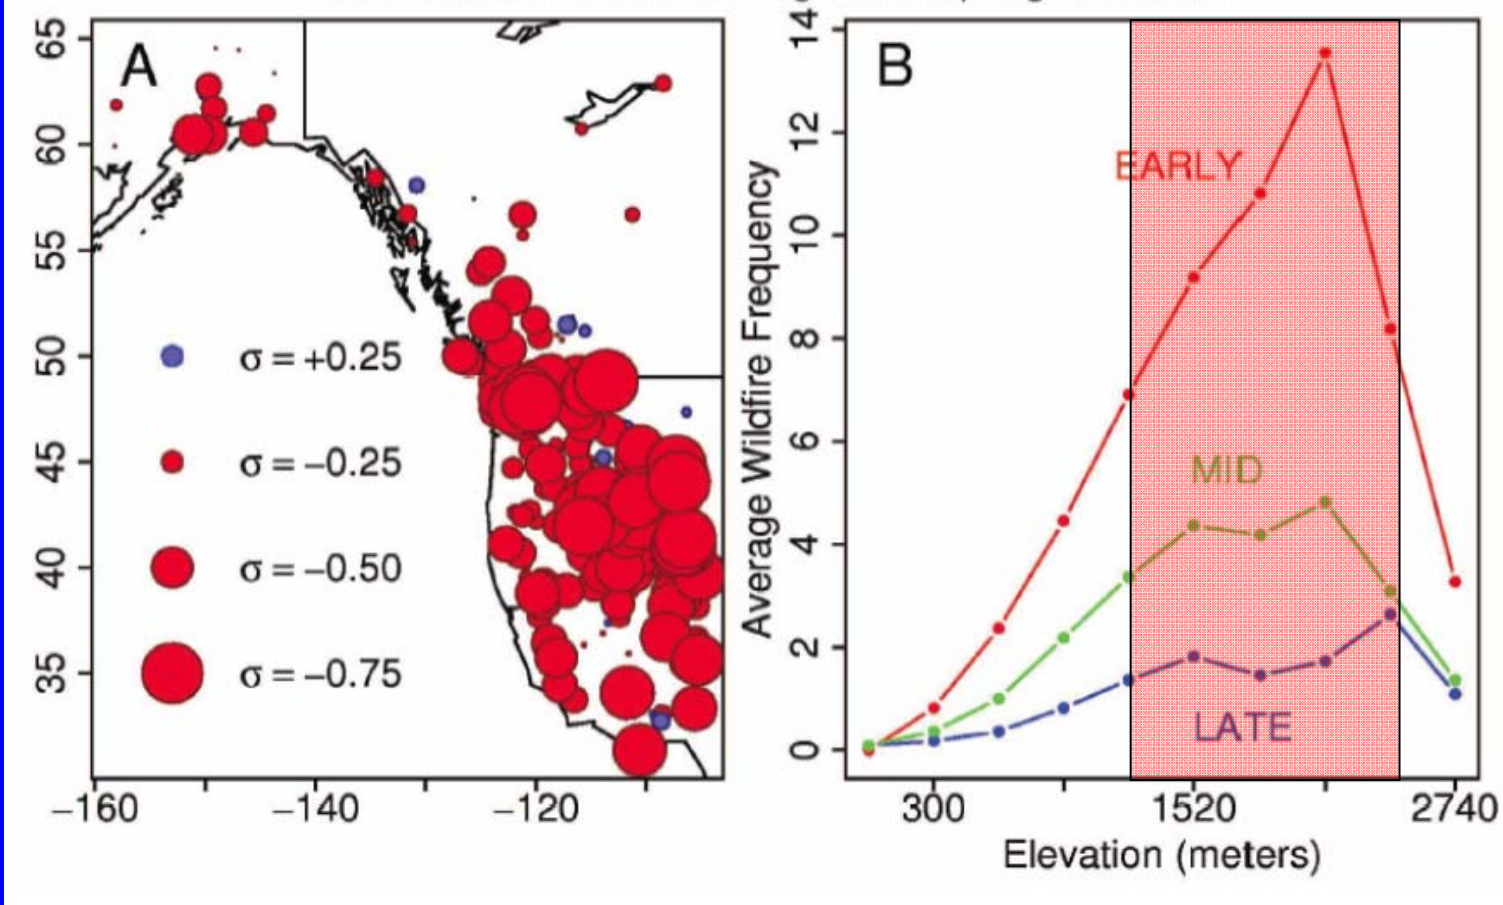 A
65
60
55
50
45
40
35
σ = +0.25
σ = −0.25
σ = −0.50
σ = −0.75
−160
−140
−120
B
Average Wildfire Frequency
14
12
10
8
6
4
2
0
EARLY
MID
LATE
300
1520
2740
Elevation (meters)